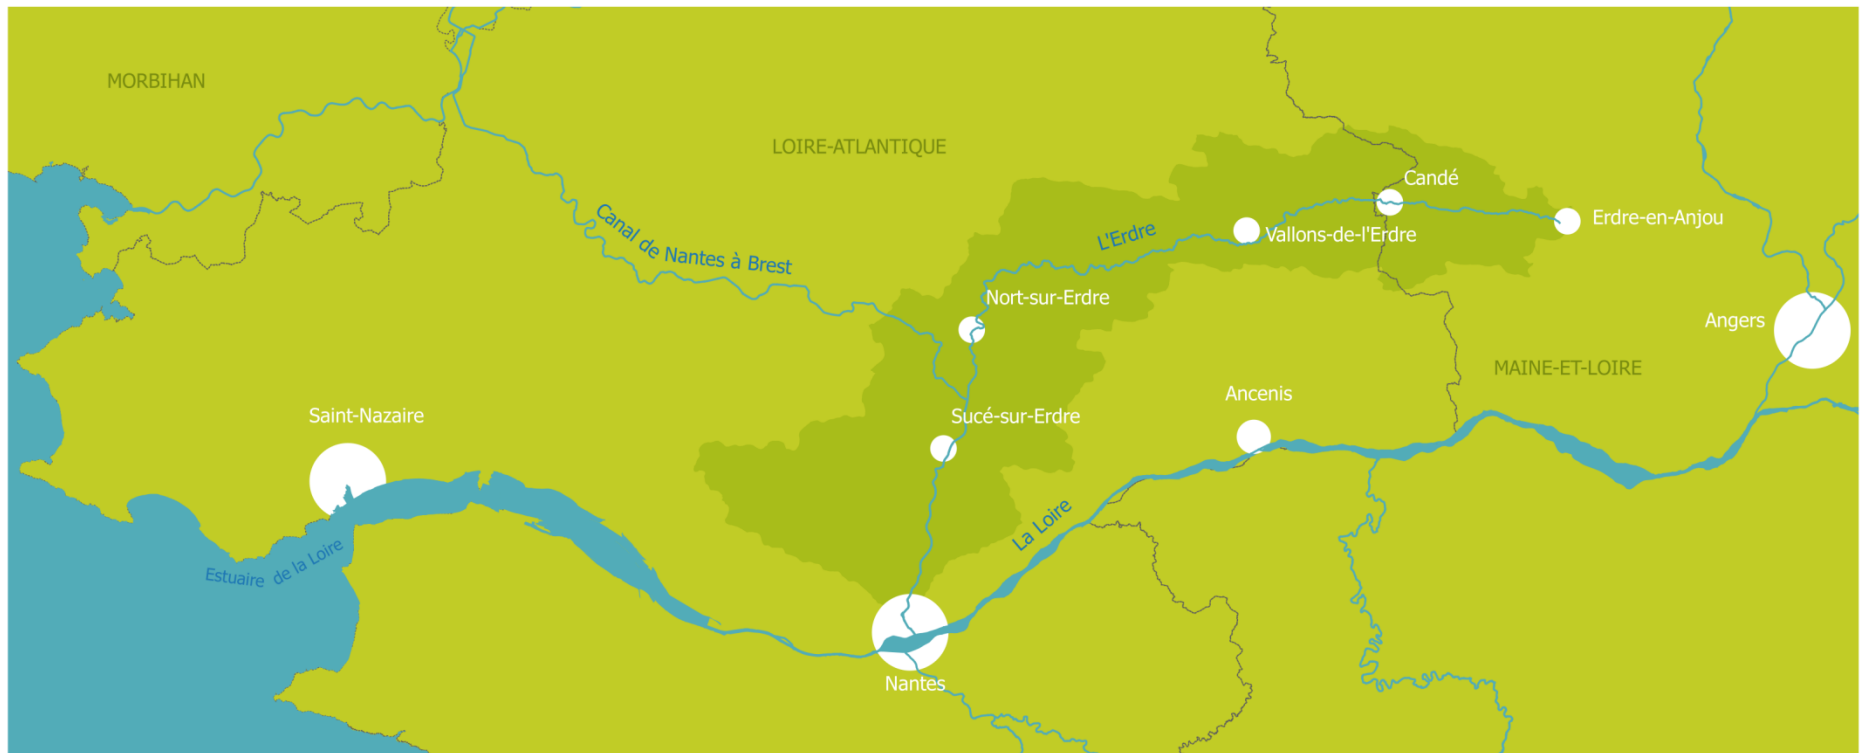 MORBIHAN
LOIRE-ATLANTIQUE
Candé
Erdre-en-Anjou
Vallons-de-l'Erdre
L'Erdre
Canal de Nantes à Brest
Nort-sur-Erdre
Angers
MAINE-ET-LOIRE
Ancenis
Saint-Nazaire
Sucé-sur-Erdre
La Loire
Estuaire de la Loire
Nantes